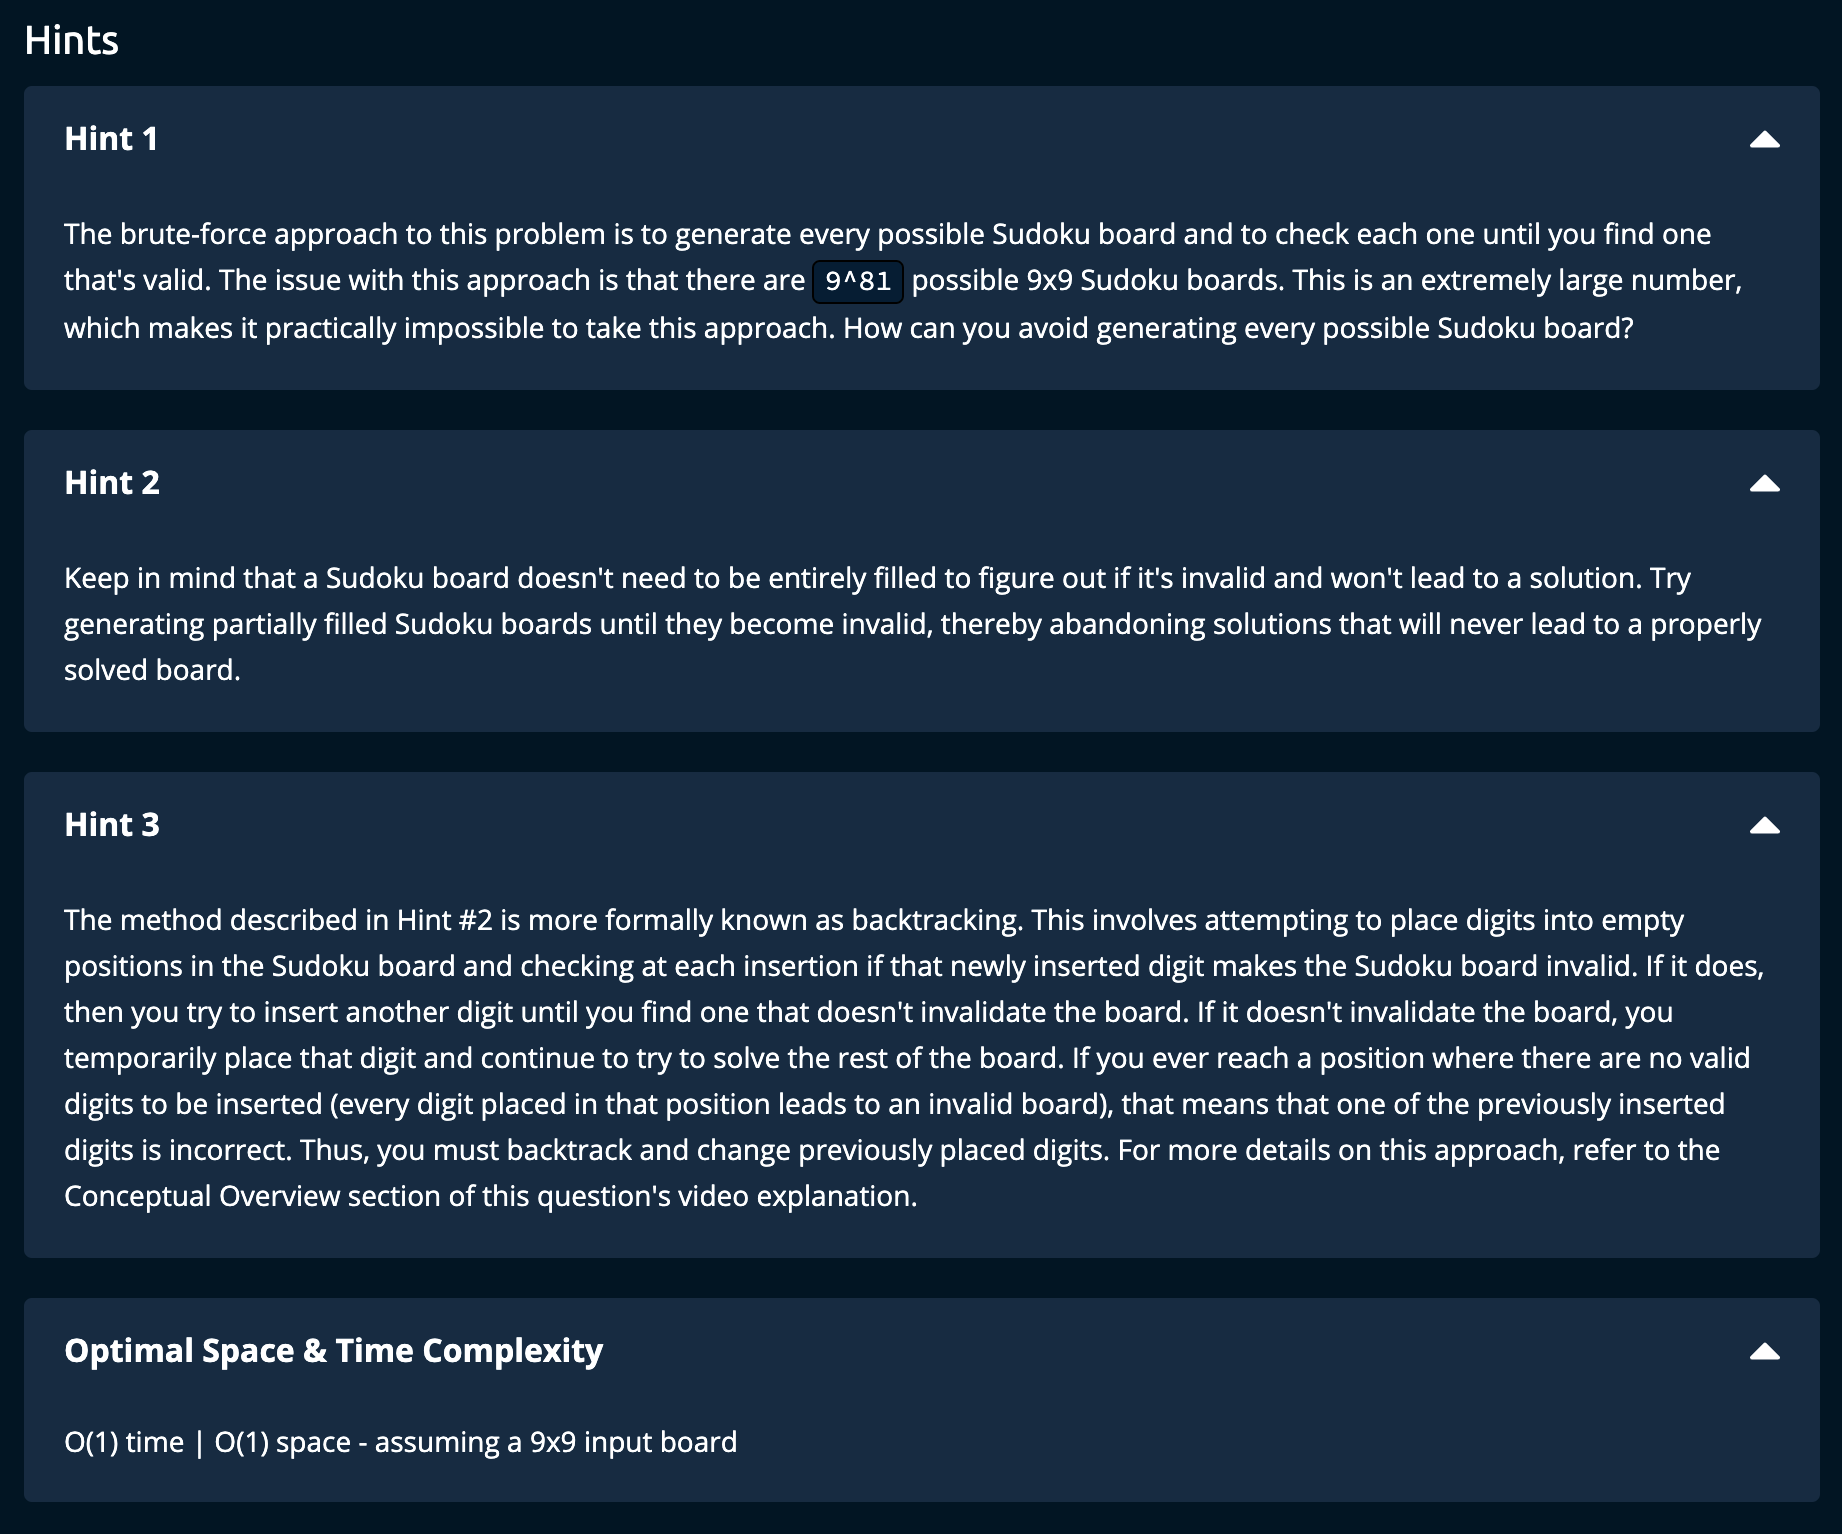 Hints
Hint 1
The brute-force approach to this problem is to generate every possible Sudoku board and to check each one until you find one
that's valid. The issue with this approach is that there are 9^81 possible 9x9 Sudoku boards. This is an extremely large number,
which makes it practically impossible to take this approach. How can you avoid generating every possible Sudoku board?
Hint 2
Keep in mind that a Sudoku board doesn't need to be entirely filled to figure out if it's invalid and won't lead to a solution. Try
generating partially filled Sudoku boards until they become invalid, thereby abandoning solutions that will never lead to a properly
solved board.
Hint 3
The method described in Hint #2 is more formally known as backtracking. This involves attempting to place digits into empty
positions in the Sudoku board and checking at each insertion if that newly inserted digit makes the Sudoku board invalid. If it does,
then you try to insert another digit until you find one that doesn't invalidate the board. If it doesn't invalidate the board, you
temporarily place that digit and continue to try to solve the rest of the board. If you ever reach a position where there are no valid
digits to be inserted (every digit placed in that position leads to an invalid board), that means that one of the previously inserted
digits is incorrect. Thus, you must backtrack and change previously placed digits. For more details on this approach, refer to the
Conceptual Overview section of this question's video explanation.
Optimal Space & Time Complexity
O(1) time | O(1) space - assuming a 9x9 input board